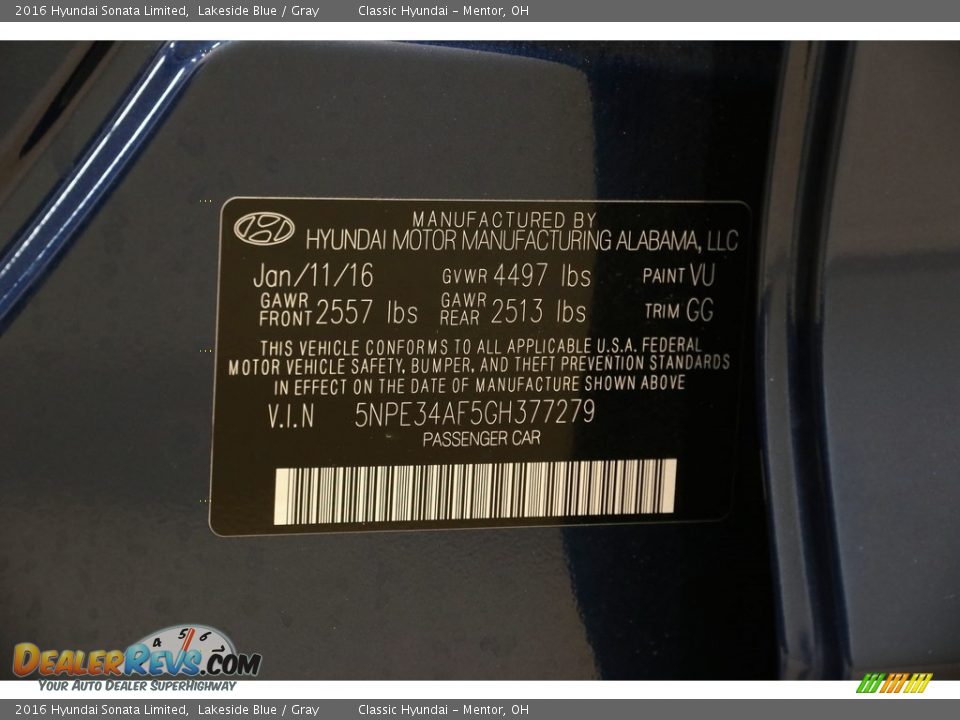 2016 Hyundai Sonata Limited, Lakeside Blue / Gray Classic Hyundai - Mentor, OH
MANUFACTURED BY
HYUNDAI MOTOR MANUFACTURING ALABAMA, LLC
Jan/11/16 GVWR 4497 lbs PAINT VU
GAWR FRONT 2557 lbs GAWR REAR 2513 lbs TRIM GG
THIS VEHICLE CONFORMS TO ALL APPLICABLE U.S.A. FEDERAL
MOTOR VEHICLE SAFETY, BUMPER, AND THEFT PREVENTION STANDARDS
IN EFFECT ON THE DATE OF MANUFACTURE SHOWN ABOVE
V.I.N 5NPE34AF5GH377279
PASSENGER CAR
4 5 6 7
DEALERREVS.COM
YOUR AUTO DEALER SUPERHIGHWAY
2016 Hyundai Sonata Limited, Lakeside Blue / Gray Classic Hyundai - Mentor, OH